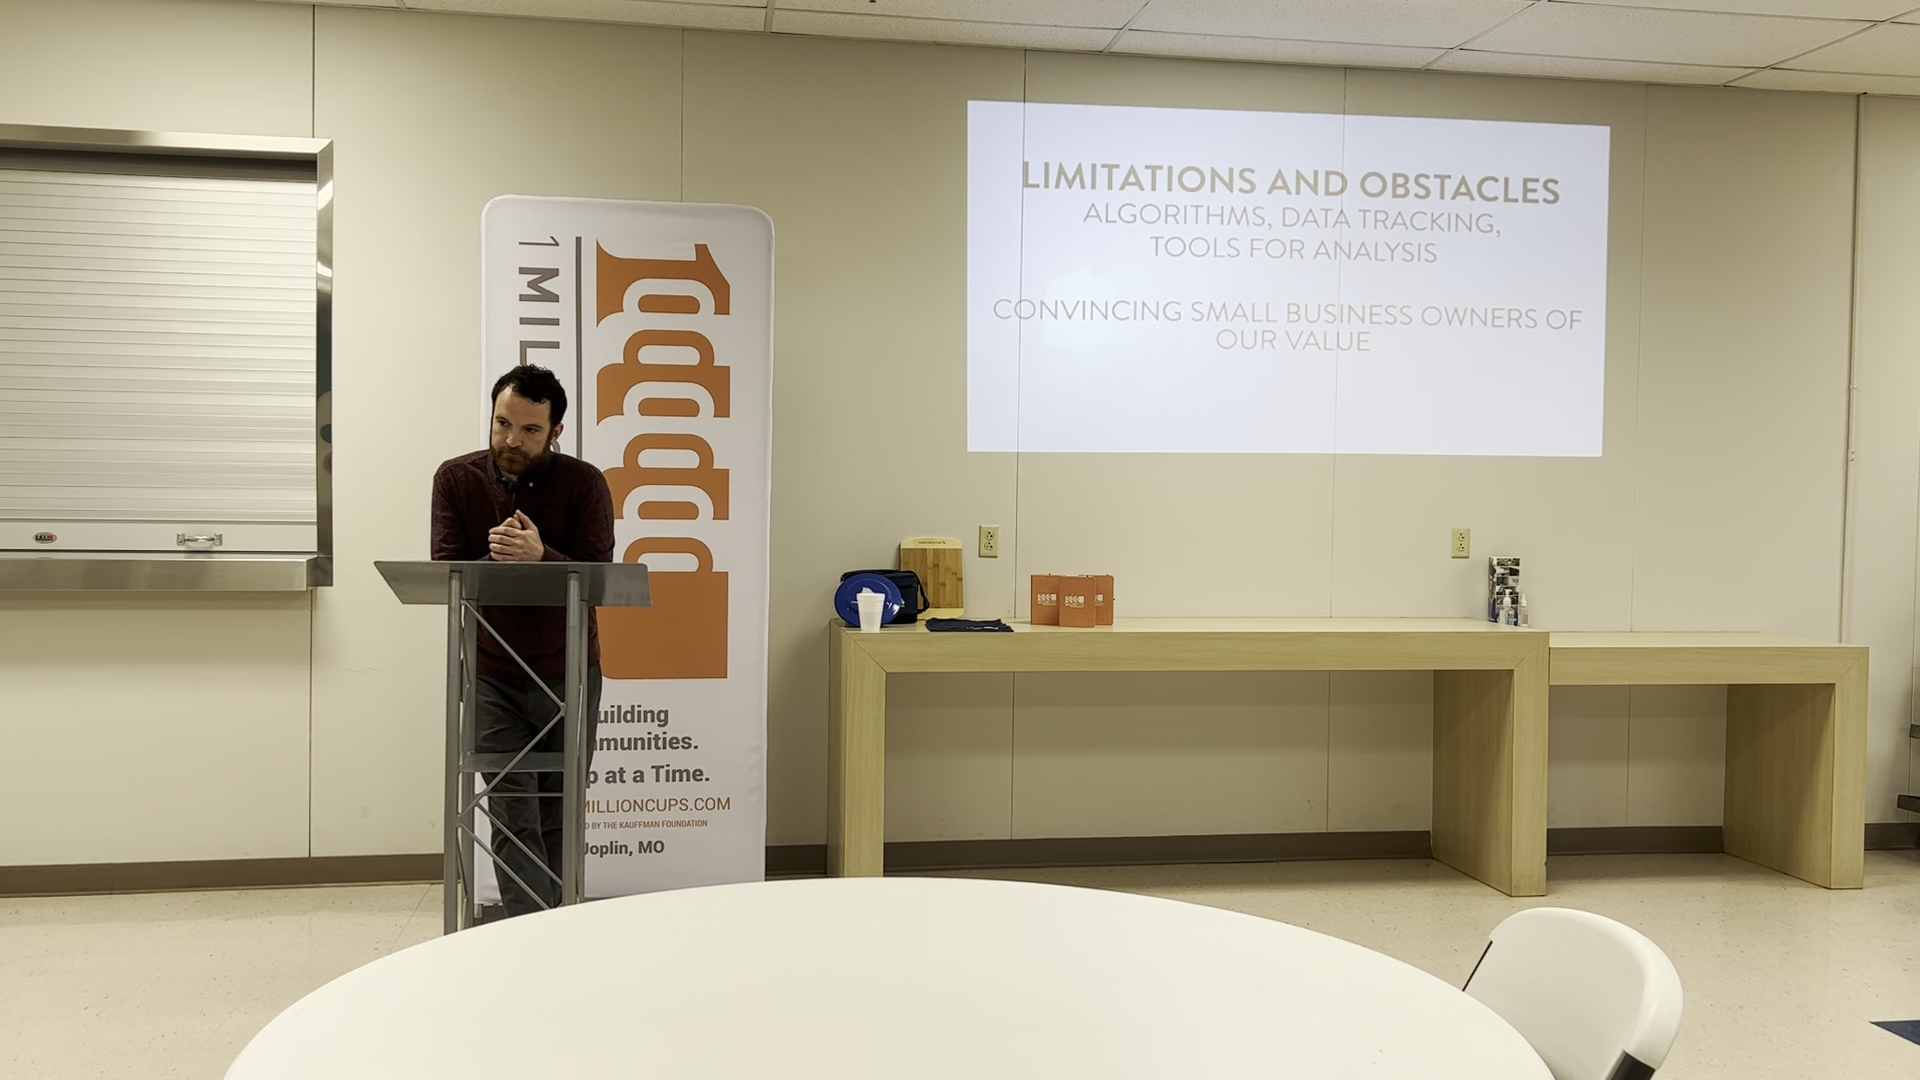 1 MIL
uilding
mmunities.
p at a Time.
MILLIONCUPS.COM
D BY THE KAUFFMAN FOUNDATION
Joplin, MO
LIMITATIONS AND OBSTACLES
ALGORITHMS, DATA TRACKING,
TOOLS FOR ANALYSIS
CONVINCING SMALL BUSINESS OWNERS OF
OUR VALUE